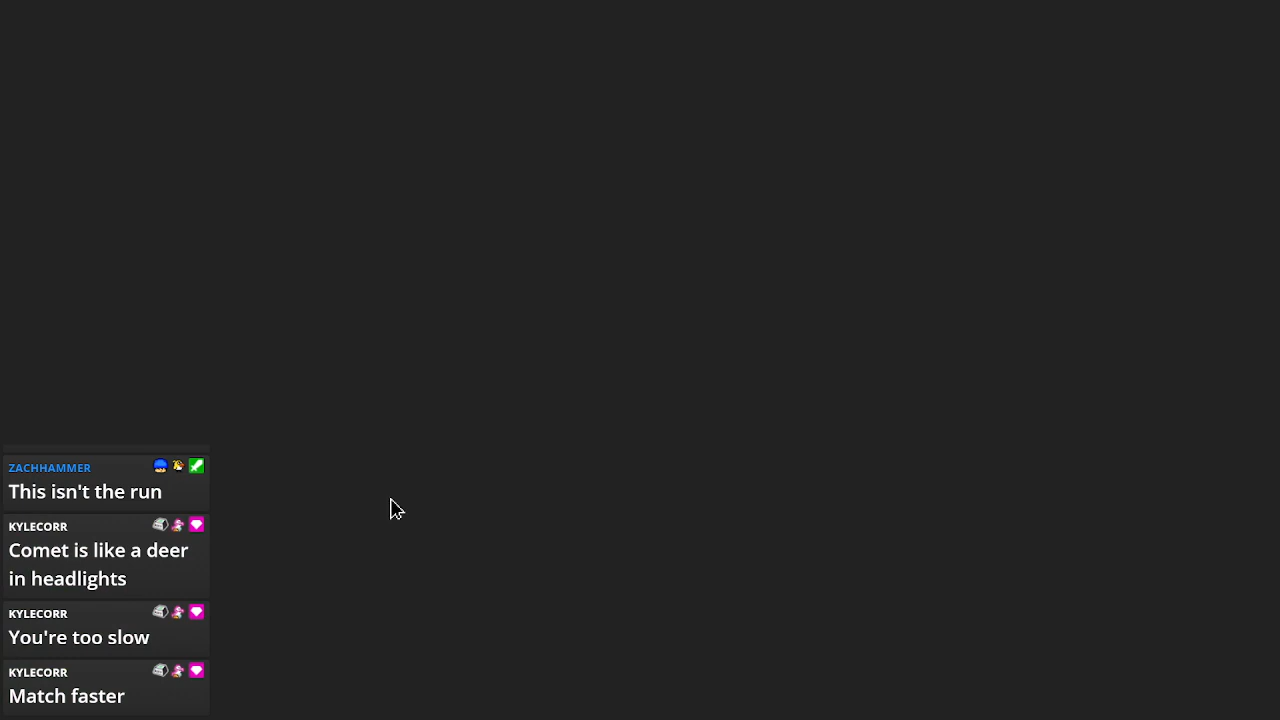 ZACHHAMMER
This isn't the run
KYLECORR
Comet is like a deer
in headlights
KYLECORR
You're too slow
KYLECORR
Match faster